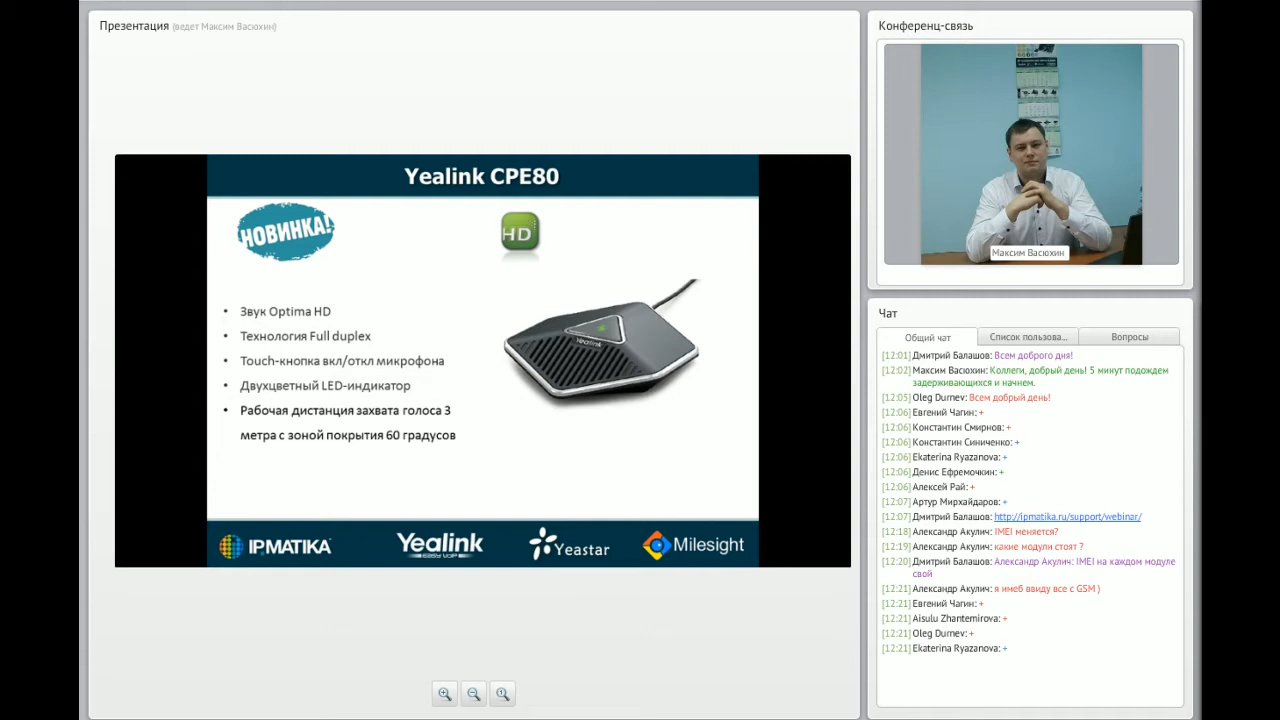 Презентация (ведет Максим Васюхин)
Yealink CPE80
НОВИНКА!
HD
• Звук Optima HD
• Технология Full duplex
• Touch-кнопка вкл/откл микрофона
• Двухцветный LED-индикатор
• Рабочая дистанция захвата голоса 3
метра с зоной покрытия 60 градусов
Yealink
IPMATIKA
Yealink
EASY VOIP
Yeastar
Milesight
Конференц-связь
Максим Васюхин
Чат
Общий чат
Список пользова...
Вопросы
[12:01] Дмитрий Балашов: Всем доброго дня!
[12:02] Максим Васюхин: Коллеги, добрый день! 5 минут подождем
задерживающихся и начнем.
[12:05] Oleg Durnev: Всем добрый день!
[12:06] Евгений Чагин: +
[12:06] Константин Смирнов: +
[12:06] Константин Синиченко: +
[12:06] Ekaterina Ryazanova: +
[12:06] Денис Ефремочкин: +
[12:06] Алексей Рай: +
[12:07] Артур Мирхайдаров: +
[12:07] Дмитрий Балашов: http://ipmatika.ru/support/webinar/
[12:18] Александр Акулич: IMEI меняется?
[12:19] Александр Акулич: какие модули стоят ?
[12:20] Дмитрий Балашов: Александр Акулич: IMEI на каждом модуле
свой
[12:21] Александр Акулич: я имеб ввиду все с GSM )
[12:21] Евгений Чагин: +
[12:21] Aisulu Zhantemirova: +
[12:21] Oleg Durnev: +
[12:21] Ekaterina Ryazanova: +